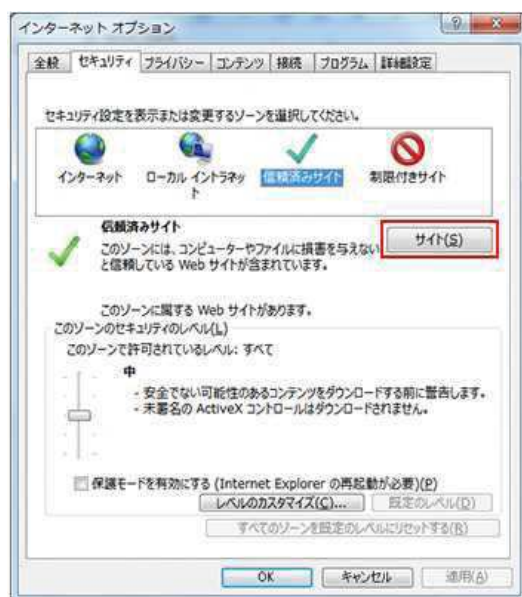 インターネット オプション
全般 セキュリティ プライバシー コンテンツ 接続 プログラム 詳細設定
セキュリティ設定を表示または変更するゾーンを選択してください。
インターネット ローカル イントラネッ 信頼済みサイト 制限付きサイト
ト
信頼済みサイト
サイト(S)
このゾーンには、コンピューターやファイルに損害を与えない
と信頼している Web サイトが含まれています。
このゾーンに属する Web サイトがあります。
このゾーンのセキュリティのレベル(L)
このゾーンで許可されているレベル: すべて
中
- 安全でない可能性のあるコンテンツをダウンロードする前に警告します。
- 未署名の ActiveX コントロールはダウンロードされません。
保護モードを有効にする (Internet Explorer の再起動が必要)(P)
レベルのカスタマイズ(C)... 既定のレベル(D)
すべてのゾーンを既定のレベルにリセットする(R)
OK キャンセル 適用(A)